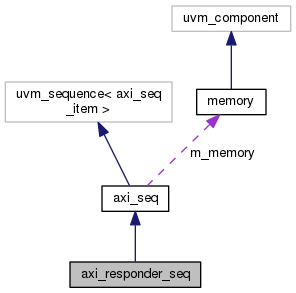 uvm_component
uvm_sequence< axi_seq
_item >
memory
m_memory
axi_seq
axi_responder_seq